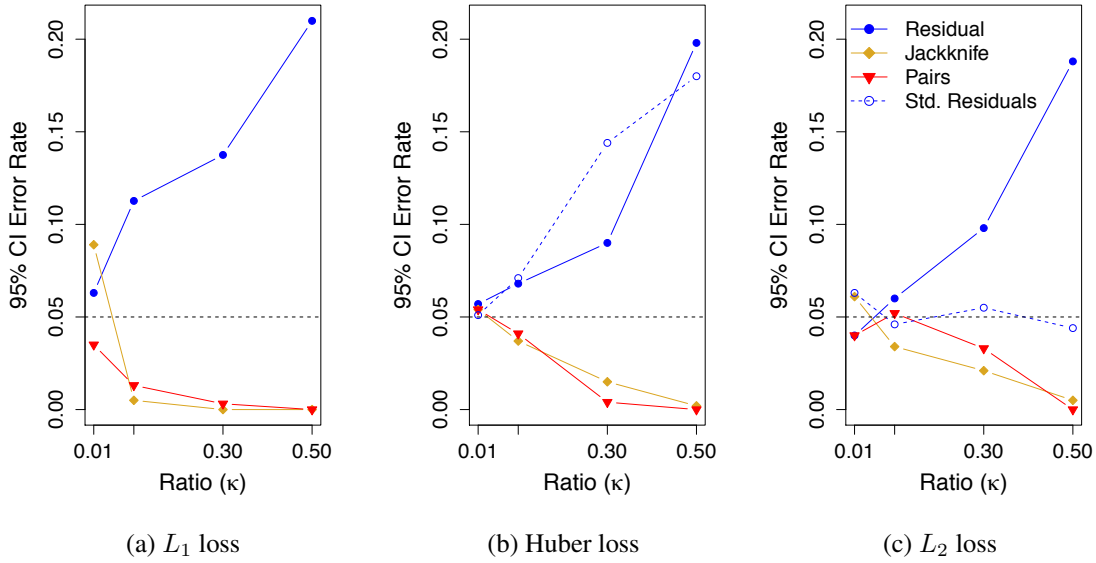 0.20
0.15
0.10
0.05
0.00
95% CI Error Rate
0.01 0.30 0.50
Ratio (κ)
(a) L₁ loss
0.20
0.15
0.10
0.05
0.00
95% CI Error Rate
0.01 0.30 0.50
Ratio (κ)
(b) Huber loss
Residual
Jackknife
Pairs
Std. Residuals
0.20
0.15
0.10
0.05
0.00
95% CI Error Rate
0.01 0.30 0.50
Ratio (κ)
(c) L₂ loss